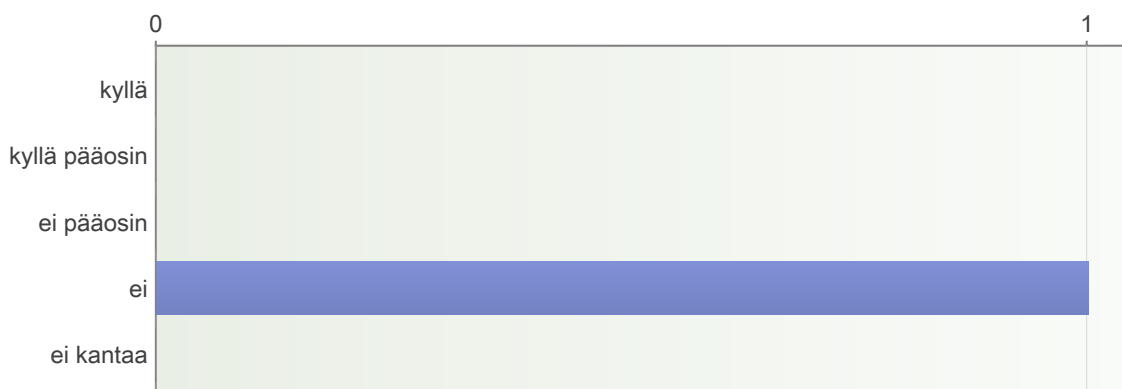 0 1
kyllä
kyllä pääosin
ei pääosin
ei
ei kantaa